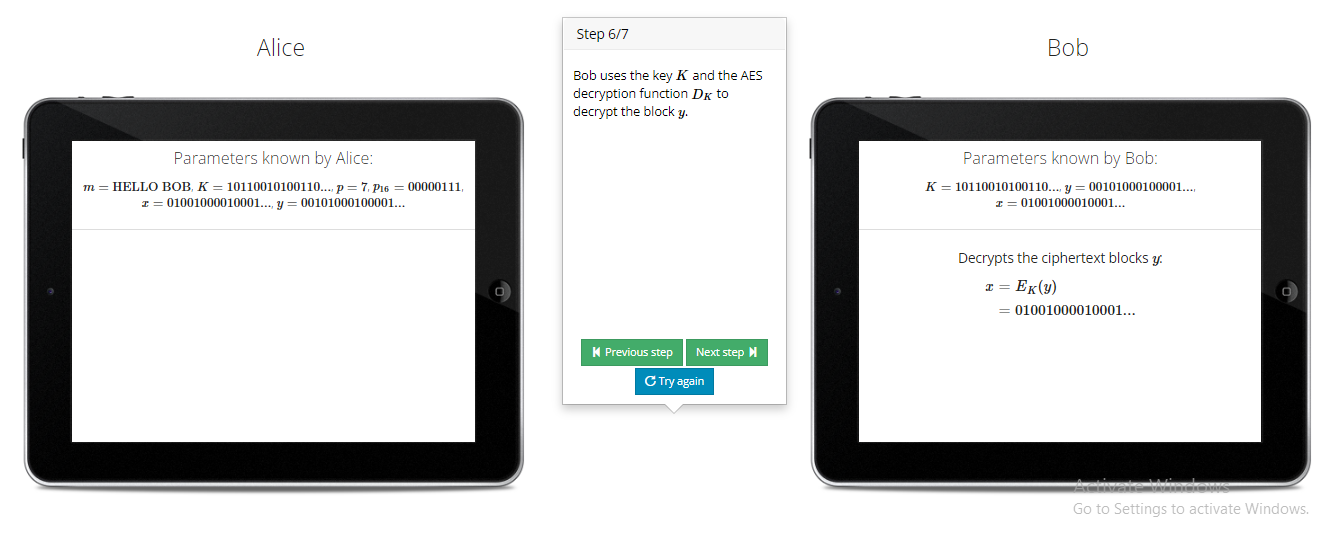 Alice
Parameters known by Alice:
m = HELLO BOB, K = 10110010100110..., p = 7, p₁₆ = 00000111,
x = 01001000010001..., y = 00101000100001...
Step 6/7
Bob uses the key K and the AES
decryption function D_K to
decrypt the block y.
Previous step
Next step
Try again
Bob
Parameters known by Bob:
K = 10110010100110..., y = 00101000100001...,
x = 01001000010001...
Decrypts the ciphertext blocks y:
x = E_K(y)
= 01001000010001...
Activate Windows
Go to Settings to activate Windows.